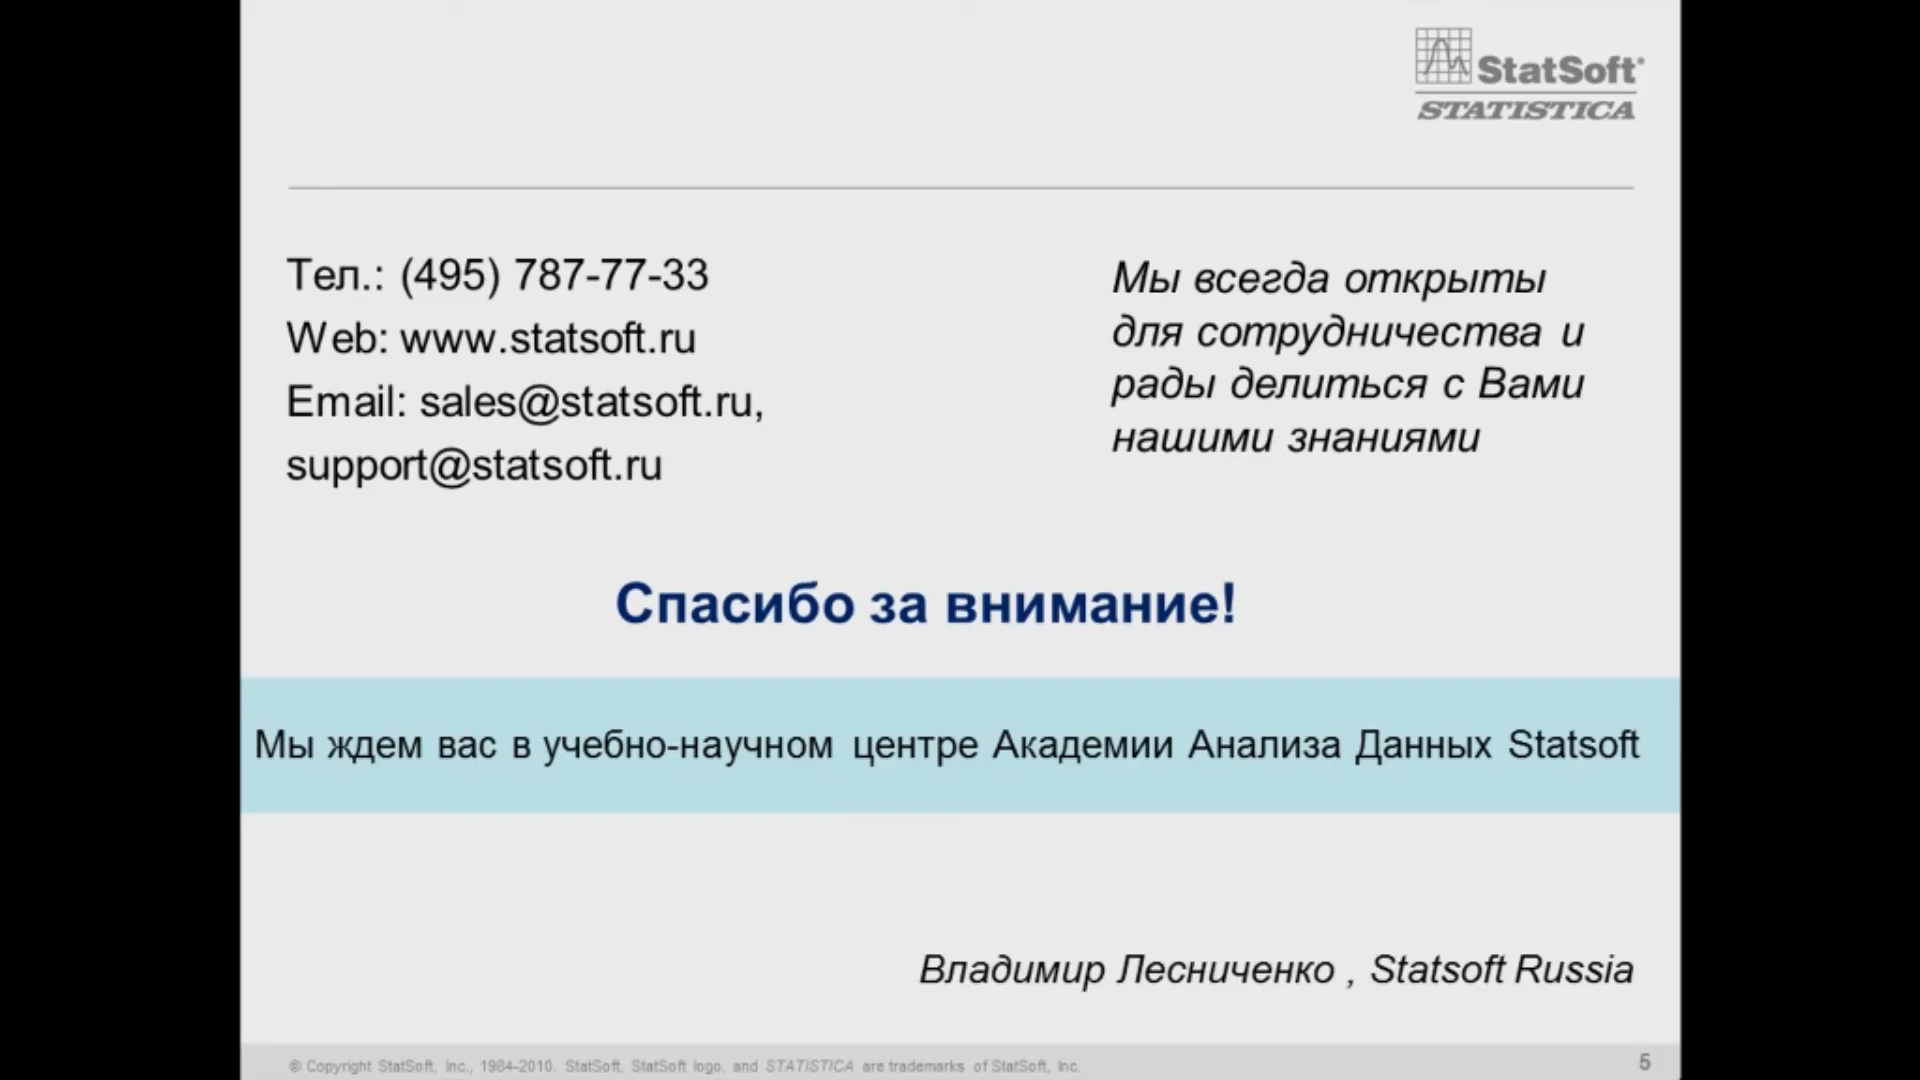 StatSoft
STATISTICA
Тел.: (495) 787-77-33
Web: www.statsoft.ru
Email: sales@statsoft.ru,
support@statsoft.ru
Мы всегда открыты
для сотрудничества и
рады делиться с Вами
нашими знаниями
Спасибо за внимание!
Мы ждем вас в учебно-научном центре Академии Анализа Данных Statsoft
Владимир Лесниченко , Statsoft Russia
© Copyright StatSoft, Inc., 1984-2010. StatSoft, StatSoft logo, and STATISTICA are trademarks of StatSoft, Inc.
5